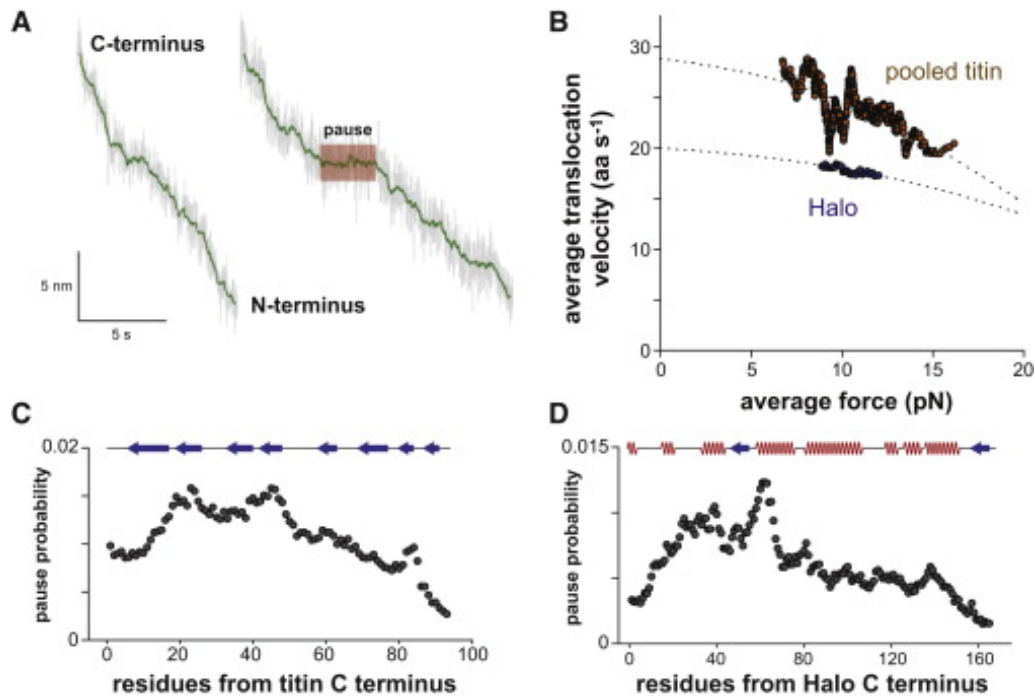 A
C-terminus
pause
N-terminus
5 nm
5 s
B
average translocation
velocity (aa s⁻¹)
30
20
10
0
pooled titin
Halo
0
5
10
15
20
average force (pN)
C
0.02
pause probability
0
0
20
40
60
80
100
residues from titin C terminus
D
0.015
pause probability
0
0
40
80
120
160
residues from Halo C terminus